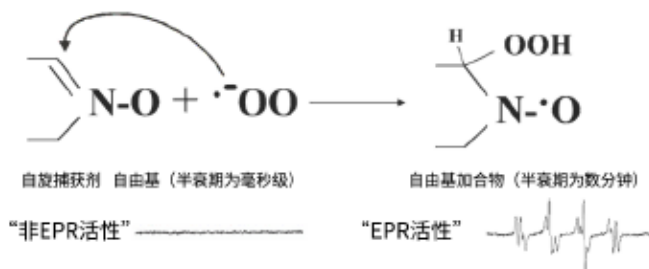 H
OOH
N-O + ·-OO
N-·O
自旋捕获剂 自由基（半衰期为毫秒级）
自由基加合物（半衰期为数分钟）
“非EPR活性”
“EPR活性”